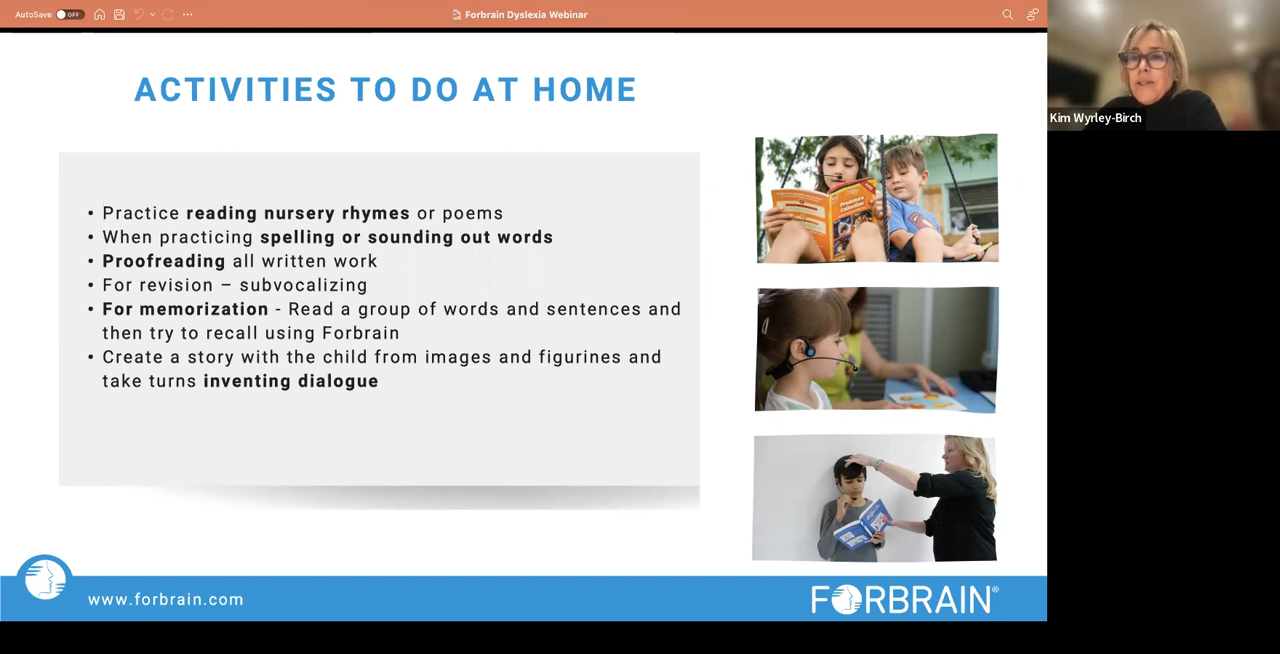 AutoSave OFF
Forbrain Dyslexia Webinar
Kim Wyrley-Birch
ACTIVITIES TO DO AT HOME
• Practice reading nursery rhymes or poems
• When practicing spelling or sounding out words
• Proofreading all written work
• For revision – subvocalizing
• For memorization - Read a group of words and sentences and
then try to recall using Forbrain
• Create a story with the child from images and figurines and
take turns inventing dialogue
Predators
Collection
www.forbrain.com
FORBRAIN®